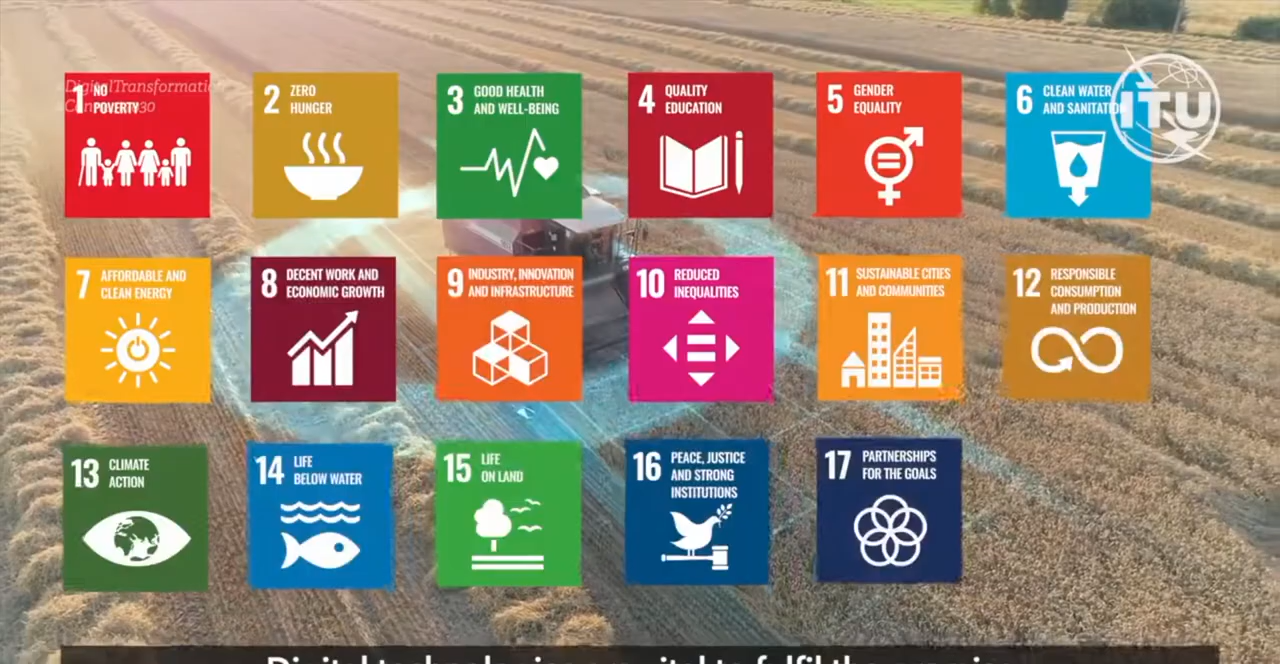 DigitalTransformation
1 NO
POVERTY
2 ZERO
HUNGER
3 GOOD HEALTH
AND WELL-BEING
4 QUALITY
EDUCATION
5 GENDER
EQUALITY
6 CLEAN WATER
AND SANITATION
ITU
7 AFFORDABLE AND
CLEAN ENERGY
8 DECENT WORK AND
ECONOMIC GROWTH
9 INDUSTRY, INNOVATION
AND INFRASTRUCTURE
10 REDUCED
INEQUALITIES
11 SUSTAINABLE CITIES
AND COMMUNITIES
12 RESPONSIBLE
CONSUMPTION
AND PRODUCTION
13 CLIMATE
ACTION
14 LIFE
BELOW WATER
15 LIFE
ON LAND
16 PEACE, JUSTICE
AND STRONG
INSTITUTIONS
17 PARTNERSHIPS
FOR THE GOALS